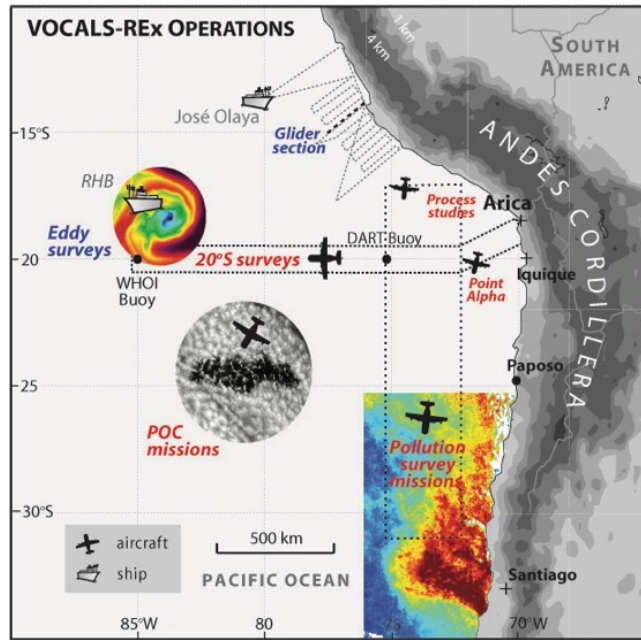 VOCALS-REx OPERATIONS
1 km
4 km
SOUTH
AMERICA
José Olaya
15°S
Glider
section
ANDES CORDILLERA
RHB
Process
studies
Arica
Eddy
surveys
DART Buoy
20°S surveys
20
WHOI
Buoy
Point
Alpha
Iquique
Paposo
25
POC
missions
Pollution
survey
missions
30°S
aircraft
ship
500 km
PACIFIC OCEAN
Santiago
85°W
80
75
70°W